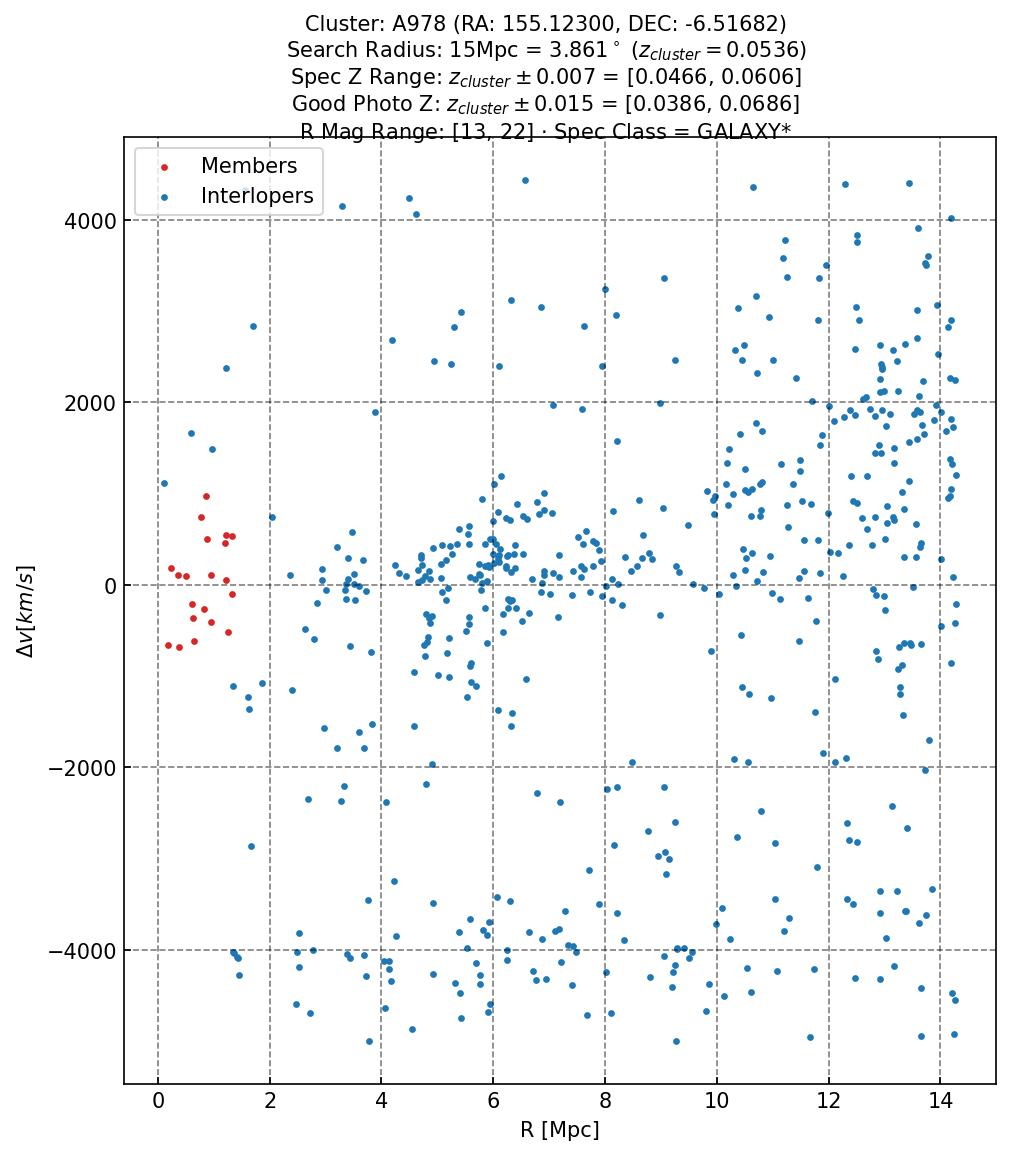 Cluster: A978 (RA: 155.12300, DEC: -6.51682)
Search Radius: 15Mpc = 3.861° (z_cluster = 0.0536)
Spec Z Range: z_cluster ± 0.007 = [0.0466, 0.0606]
Good Photo Z: z_cluster ± 0.015 = [0.0386, 0.0686]
R Mag Range: [13, 22] · Spec Class = GALAXY*
Members
Interlopers
4000
2000
0
−2000
−4000
Δv[km/s]
0 2 4 6 8 10 12 14
R [Mpc]